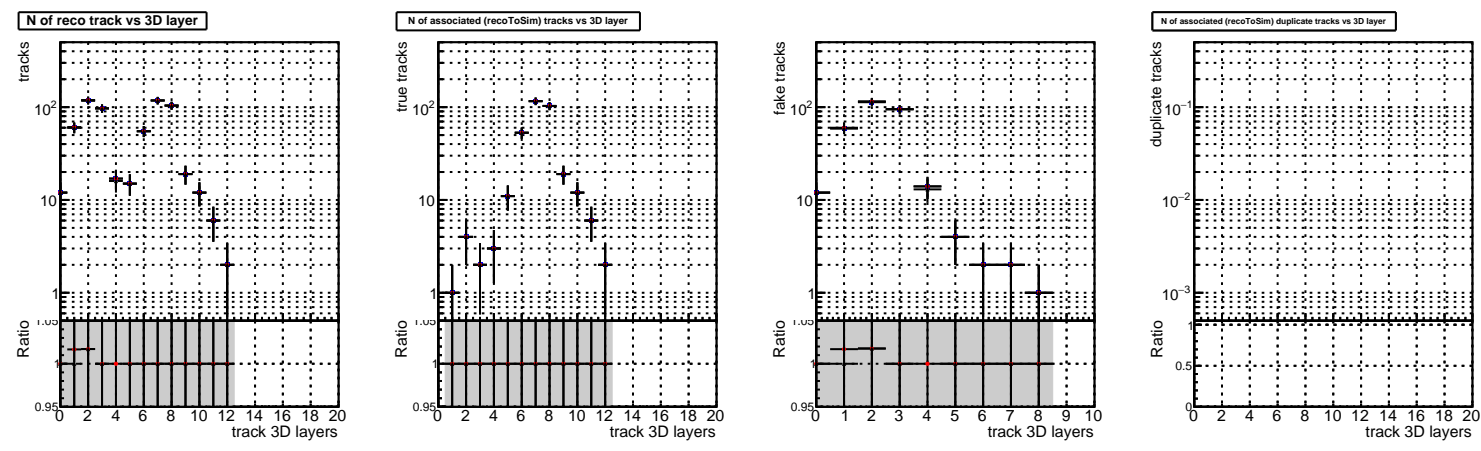 N of reco track vs 3D layer
tracks
10²
10
1
Ratio
1.05
1
0.95
0 2 4 6 8 10 12 14 16 18 20
track 3D layers
N of associated (recoToSim) tracks vs 3D layer
true tracks
10²
10
1
Ratio
1.05
1
0.95
0 2 4 6 8 10 12 14 16 18 20
track 3D layers
fake tracks
10²
10
1
Ratio
1.05
1
0.95
0 1 2 3 4 5 6 7 8 9 10
track 3D layers
N of associated (recoToSim) duplicate tracks vs 3D layer
duplicate tracks
10⁻¹
10⁻²
10⁻³
Ratio
1
0.5
0
0 2 4 6 8 10 12 14 16 18 20
track 3D layers